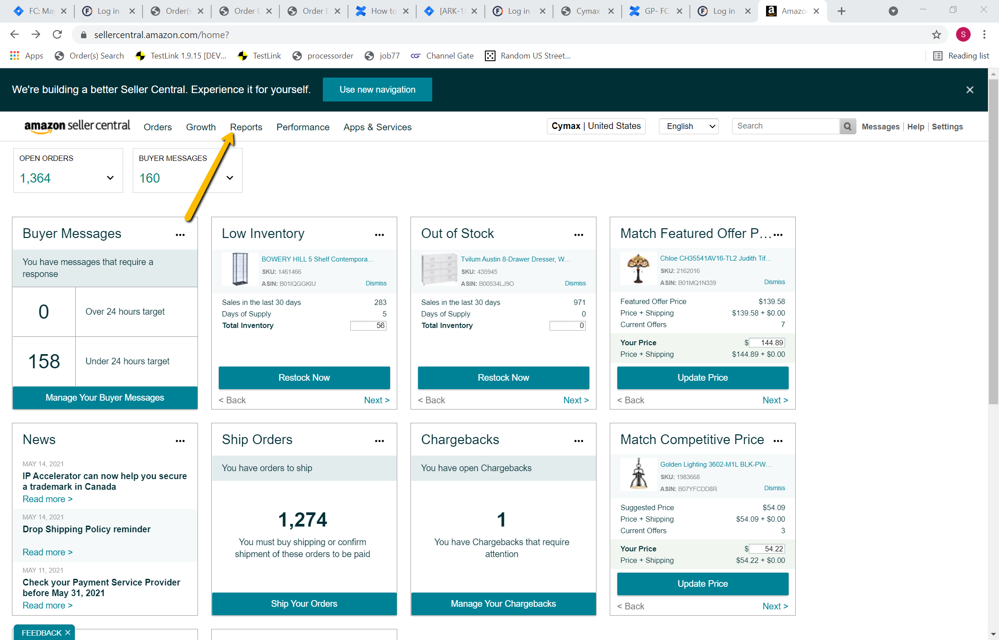 FC: May
Log in -
Order(s
Order D
Order D
How to
[ARK-18
Log in -
Cymax
GP- FC
Log in -
Amazon
sellercentral.amazon.com/home?
S
Apps
Order(s) Search
TestLink 1.9.15 [DEV...
TestLink
processorder
job77
CG Channel Gate
Random US Street...
Reading list
We're building a better Seller Central. Experience it for yourself.
Use new navigation
amazon seller central
Orders
Growth
Reports
Performance
Apps & Services
Cymax | United States
English
Search
Messages | Help | Settings
OPEN ORDERS
1,364
BUYER MESSAGES
160
Buyer Messages
You have messages that require a
response
0
Over 24 hours target
158
Under 24 hours target
Manage Your Buyer Messages
Low Inventory
BOWERY HILL 5 Shelf Contempora...
SKU: 1461466
ASIN: B01IQGGKIU
Dismiss
Sales in the last 30 days 283
Days of Supply 5
Total Inventory 56
Restock Now
< Back
Next >
Out of Stock
Tvilum Austin 8-Drawer Dresser, W...
SKU: 435945
ASIN: B00534LJ9O
Dismiss
Sales in the last 30 days 971
Days of Supply 0
Total Inventory 0
Restock Now
< Back
Next >
Match Featured Offer P...
Chloe CH35541AV16-TL2 Judith Tif...
SKU: 2162016
ASIN: B01MQ1N339
Dismiss
Featured Offer Price $139.58
Price + Shipping $139.58 + $0.00
Current Offers 7
Your Price $ 144.89
Price + Shipping $144.89 + $0.00
Update Price
< Back
Next >
News
MAY 14, 2021
IP Accelerator can now help you secure
a trademark in Canada
Read more >
MAY 14, 2021
Drop Shipping Policy reminder
Read more >
MAY 11, 2021
Check your Payment Service Provider
before May 31, 2021
Read more >
Ship Orders
You have orders to ship
1,274
You must buy shipping or confirm
shipment of these orders to be paid
Ship Your Orders
Chargebacks
You have open Chargebacks
1
You have Chargebacks that require
attention
Manage Your Chargebacks
Match Competitive Price
Golden Lighting 3602-M1L BLK-PW...
SKU: 1983668
ASIN: B07YFCDD8R
Dismiss
Suggested Price $54.09
Price + Shipping $54.09 + $0.00
Current Offers 3
Your Price $ 54.22
Price + Shipping $54.22 + $0.00
Update Price
< Back
Next >
FEEDBACK